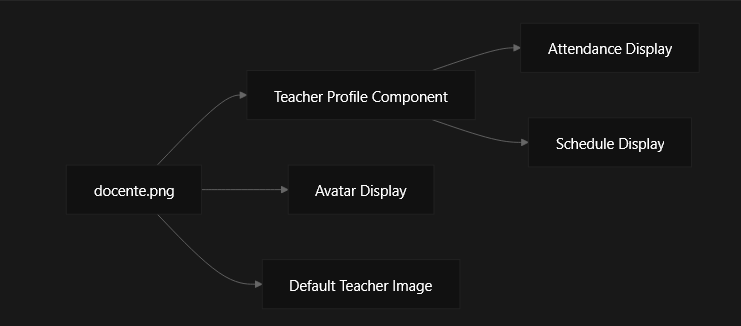 Attendance Display
Teacher Profile Component
Schedule Display
docente.png
Avatar Display
Default Teacher Image